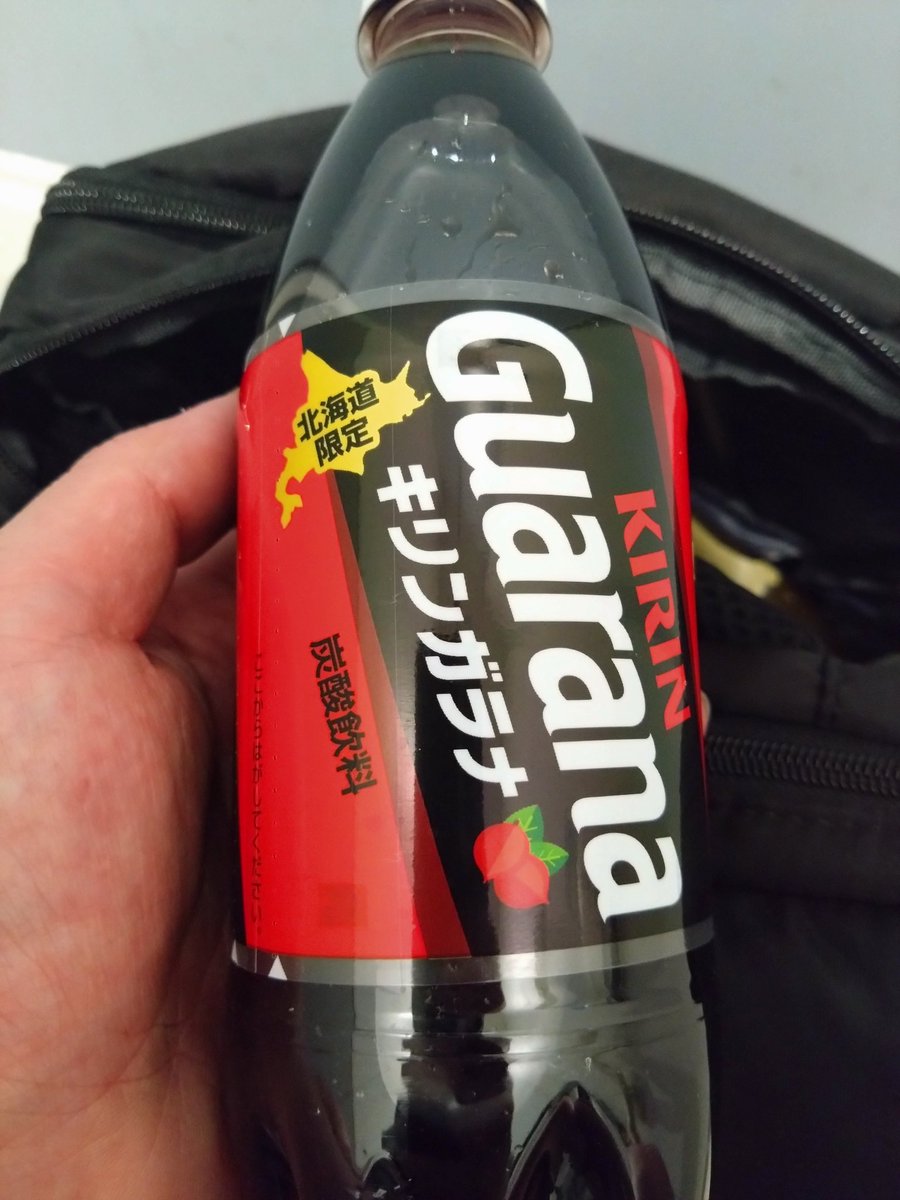 KIRIN
Guarana
キリンガラナ
北海道
限定
炭酸飲料